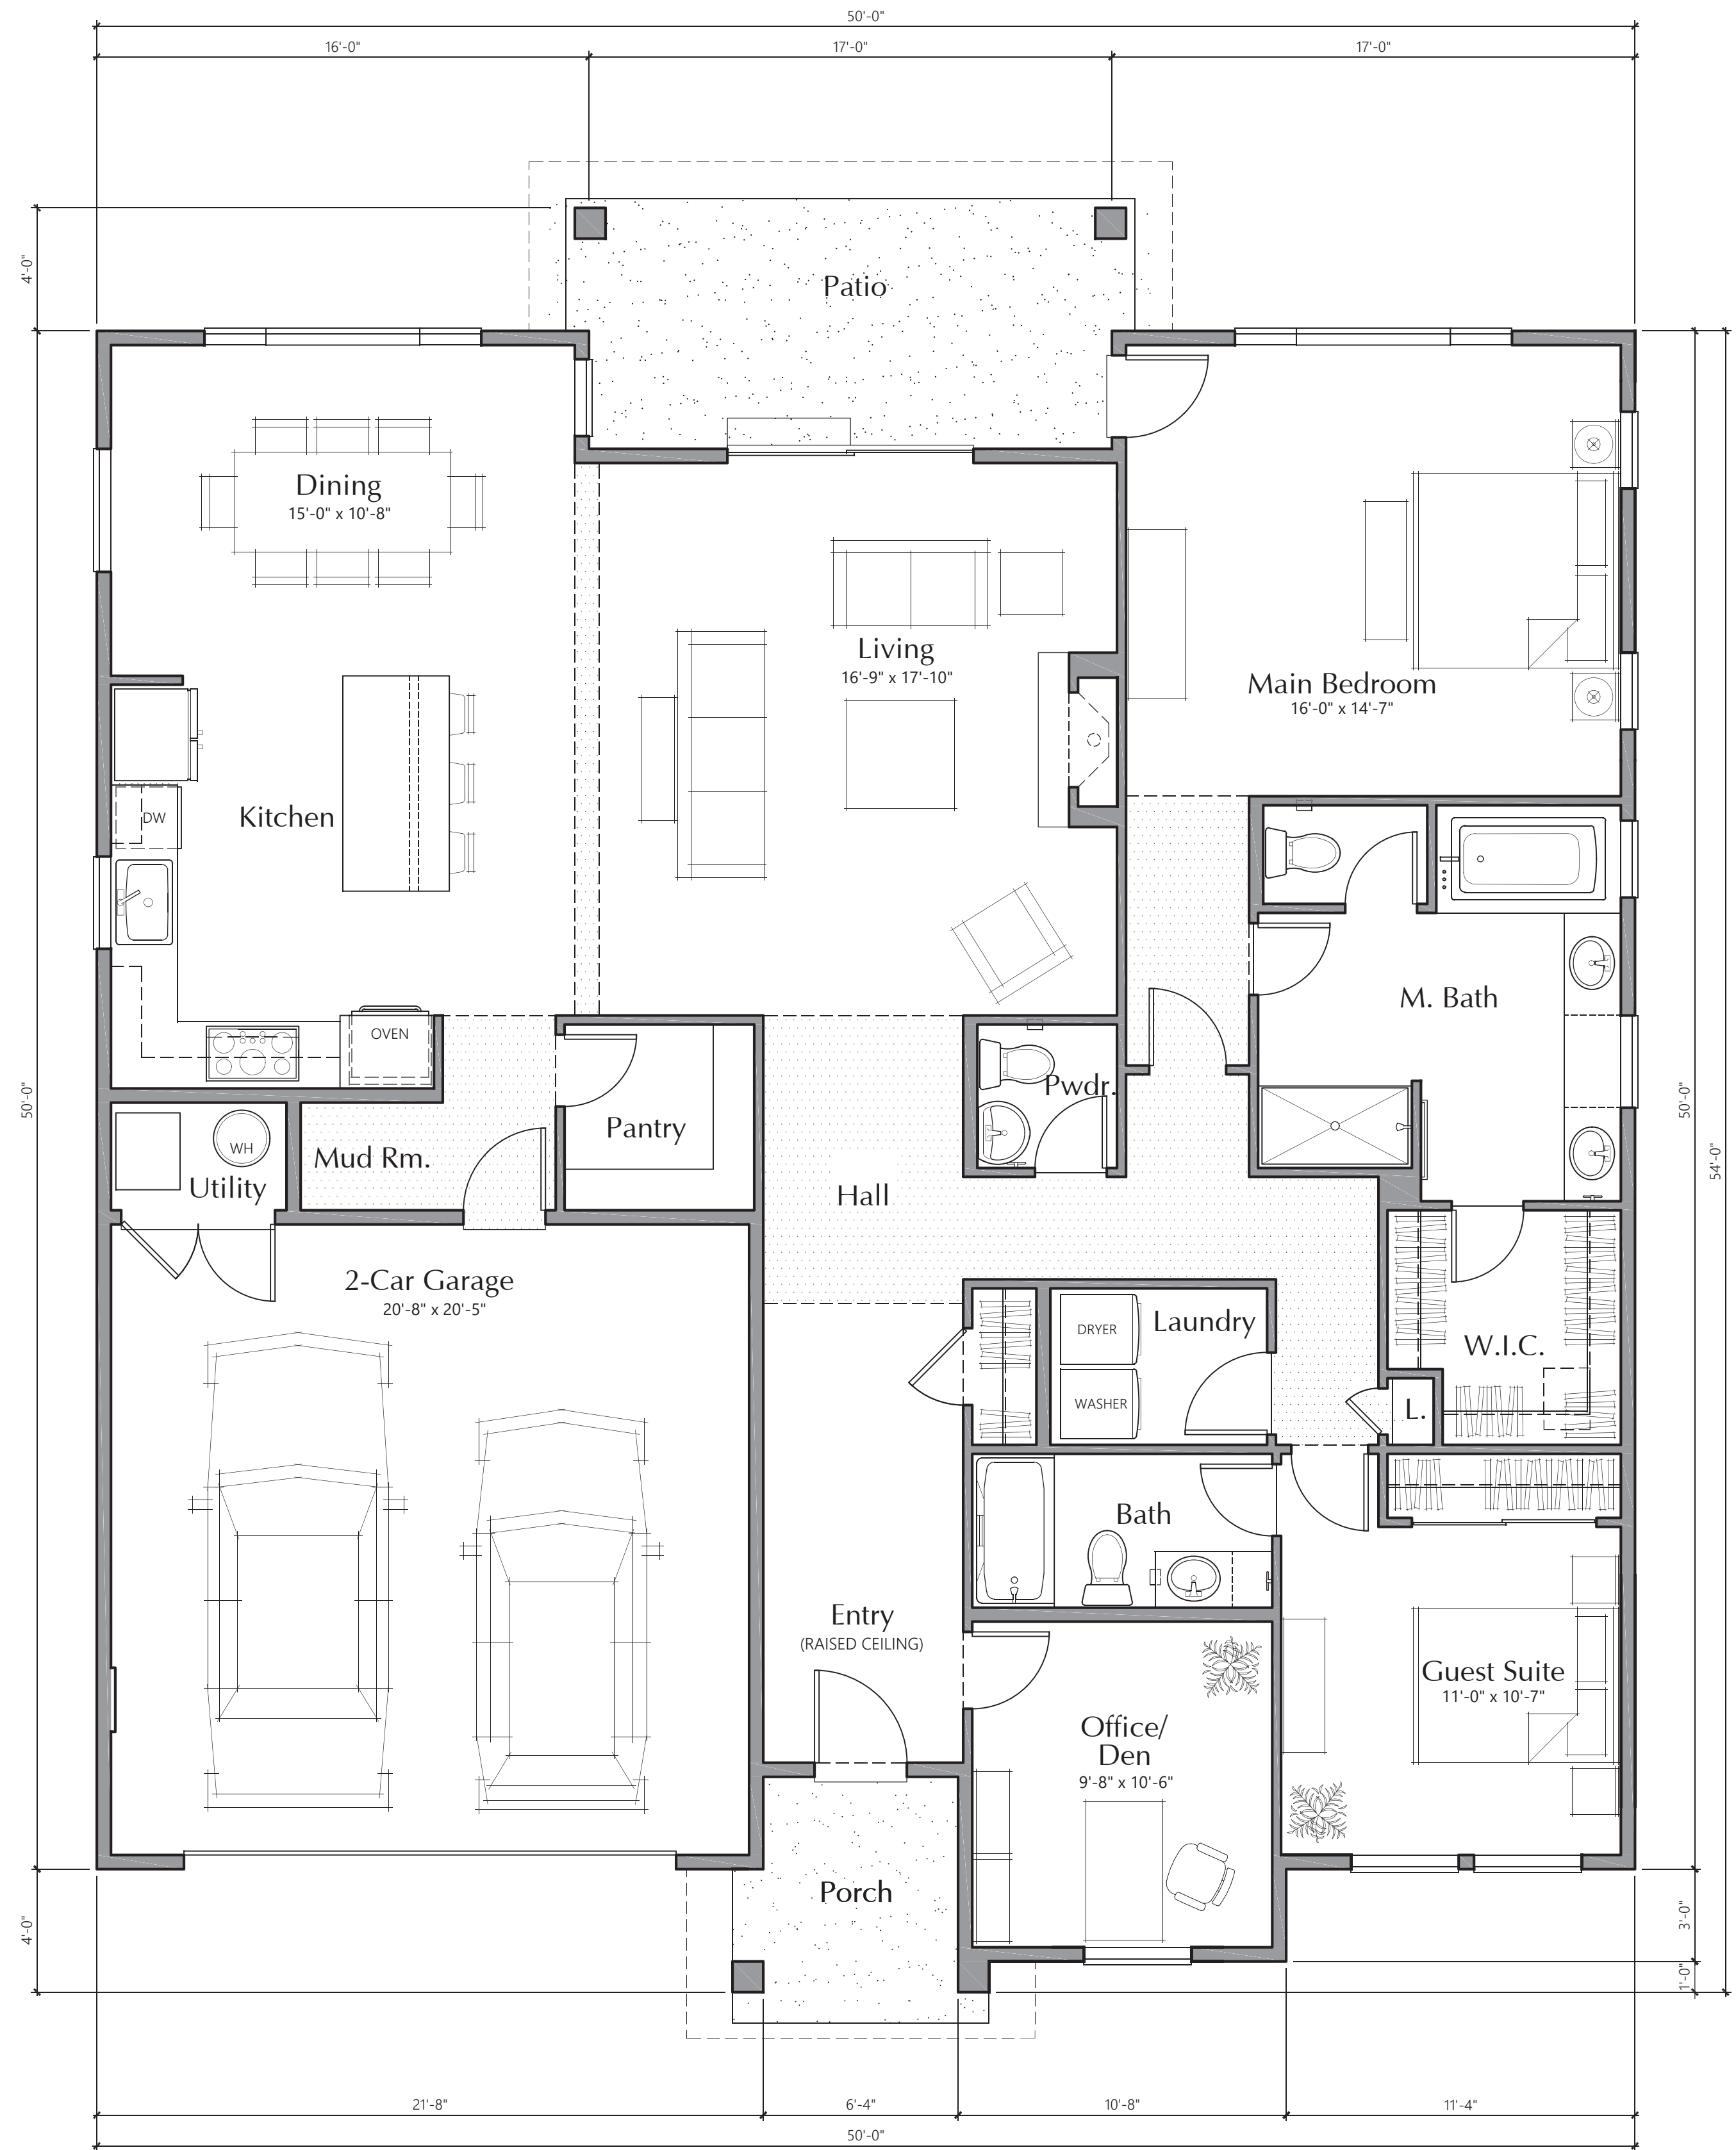 50'-0"
16'-0"
17'-0"
17'-0"
4'-0"
Patio
Dining
15'-0" x 10'-8"
Living
16'-9" x 17'-10"
Main Bedroom
16'-0" x 14'-7"
DW
Kitchen
M. Bath
OVEN
Pwdr.
50'-0"
50'-0"
54'-0"
Pantry
Mud Rm.
WH
Utility
Hall
2-Car Garage
20'-8" x 20'-5"
DRYER
Laundry
W.I.C.
WASHER
L.
Bath
Entry
(RAISED CEILING)
Guest Suite
11'-0" x 10'-7"
Office/
Den
9'-8" x 10'-6"
Porch
4'-0"
3'-0"
1'-0"
21'-8"
6'-4"
10'-8"
11'-4"
50'-0"